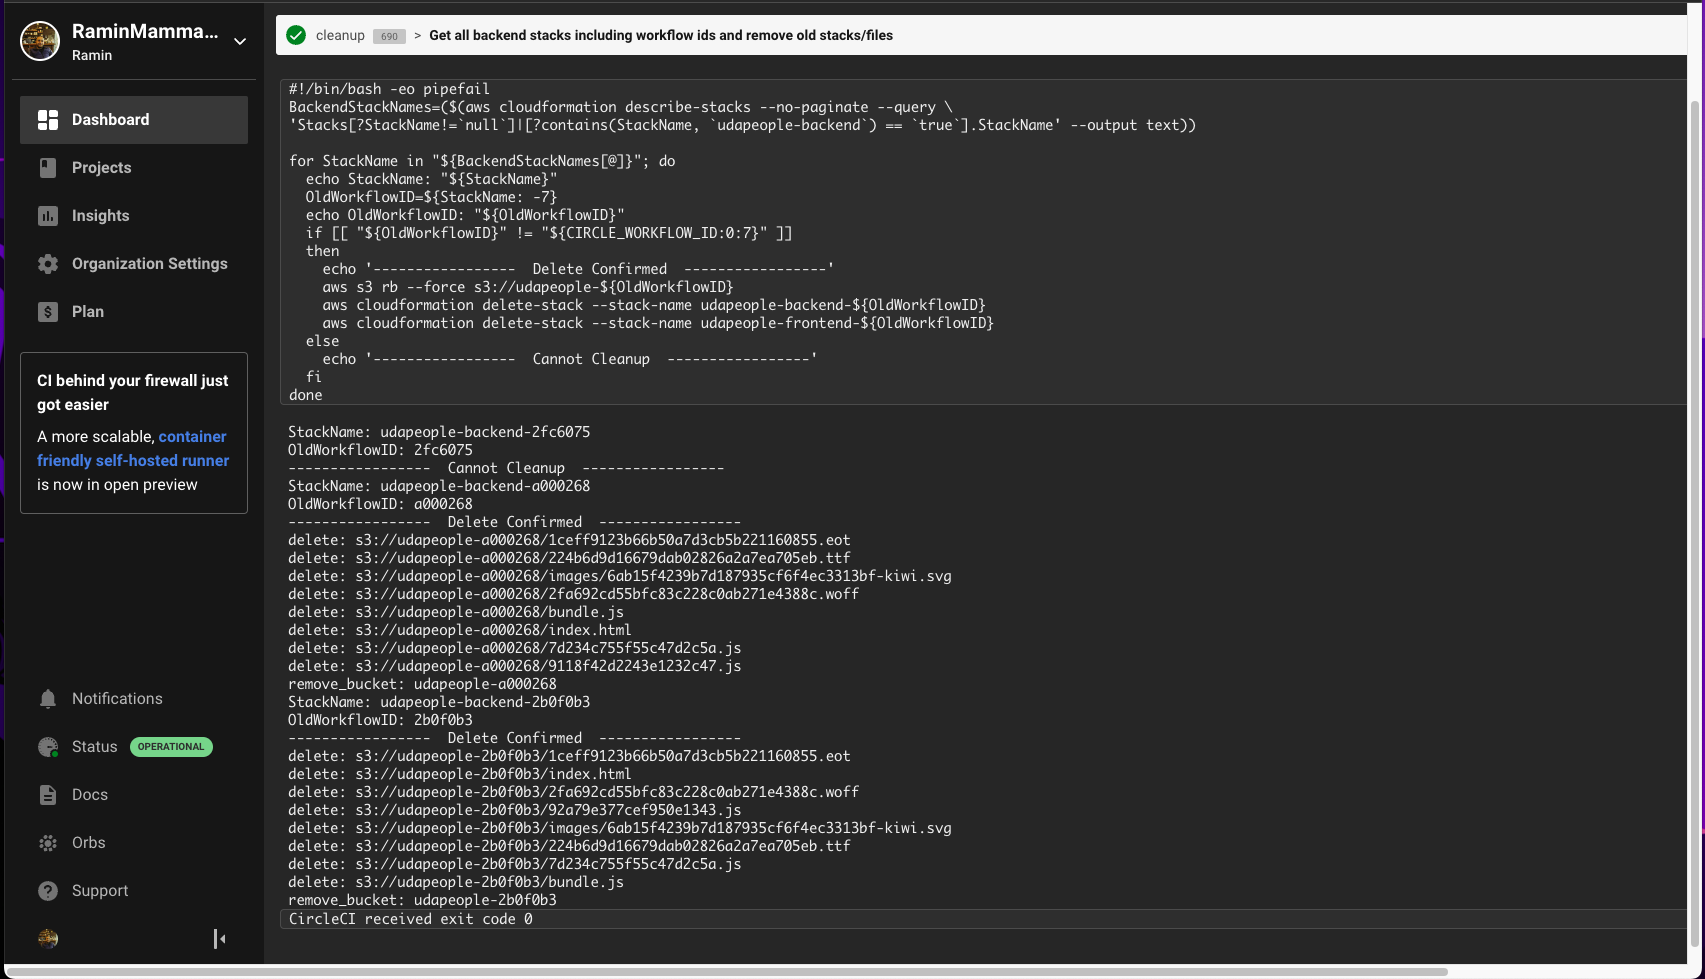 RaminMamma...
Ramin
Dashboard
Projects
Insights
Organization Settings
Plan
CI behind your firewall just
got easier
A more scalable, container
friendly self-hosted runner
is now in open preview
Notifications
Status OPERATIONAL
Docs
Orbs
Support
cleanup 690 > Get all backend stacks including workflow ids and remove old stacks/files
#!/bin/bash -eo pipefail
BackendStackNames=($(aws cloudformation describe-stacks --no-paginate --query \
'Stacks[?StackName!=`null`]|[?contains(StackName, `udapeople-backend`) == `true`].StackName' --output text))
for StackName in "${BackendStackNames[@]}"; do
  echo StackName: "${StackName}"
  OldWorkflowID=${StackName: -7}
  echo OldWorkflowID: "${OldWorkflowID}"
  if [[ "${OldWorkflowID}" != "${CIRCLE_WORKFLOW_ID:0:7}" ]]
  then
    echo '-----------------  Delete Confirmed  -----------------'
    aws s3 rb --force s3://udapeople-${OldWorkflowID}
    aws cloudformation delete-stack --stack-name udapeople-backend-${OldWorkflowID}
    aws cloudformation delete-stack --stack-name udapeople-frontend-${OldWorkflowID}
  else
    echo '-----------------  Cannot Cleanup  -----------------'
  fi
done
StackName: udapeople-backend-2fc6075
OldWorkflowID: 2fc6075
-----------------  Cannot Cleanup  -----------------
StackName: udapeople-backend-a000268
OldWorkflowID: a000268
-----------------  Delete Confirmed  -----------------
delete: s3://udapeople-a000268/1ceff9123b66b50a7d3cb5b221160855.eot
delete: s3://udapeople-a000268/224b6d9d16679dab02826a2a7ea705eb.ttf
delete: s3://udapeople-a000268/images/6ab15f4239b7d187935cf6f4ec3313bf-kiwi.svg
delete: s3://udapeople-a000268/2fa692cd55bfc83c228c0ab271e4388c.woff
delete: s3://udapeople-a000268/bundle.js
delete: s3://udapeople-a000268/index.html
delete: s3://udapeople-a000268/7d234c755f55c47d2c5a.js
delete: s3://udapeople-a000268/9118f42d2243e1232c47.js
remove_bucket: udapeople-a000268
StackName: udapeople-backend-2b0f0b3
OldWorkflowID: 2b0f0b3
-----------------  Delete Confirmed  -----------------
delete: s3://udapeople-2b0f0b3/1ceff9123b66b50a7d3cb5b221160855.eot
delete: s3://udapeople-2b0f0b3/index.html
delete: s3://udapeople-2b0f0b3/2fa692cd55bfc83c228c0ab271e4388c.woff
delete: s3://udapeople-2b0f0b3/92a79e377cef950e1343.js
delete: s3://udapeople-2b0f0b3/images/6ab15f4239b7d187935cf6f4ec3313bf-kiwi.svg
delete: s3://udapeople-2b0f0b3/224b6d9d16679dab02826a2a7ea705eb.ttf
delete: s3://udapeople-2b0f0b3/7d234c755f55c47d2c5a.js
delete: s3://udapeople-2b0f0b3/bundle.js
remove_bucket: udapeople-2b0f0b3
CircleCI received exit code 0